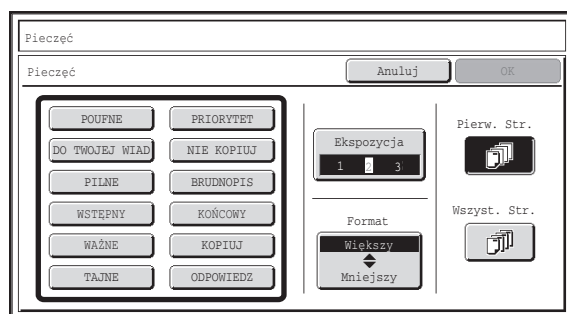 Pieczęć
Pieczęć
Anuluj
OK
POUFNE
PRIORYTET
DO TWOJEJ WIAD
NIE KOPIUJ
PILNE
BRUDNOPIS
WSTĘPNY
KOŃCOWY
WAŻNE
KOPIUJ
TAJNE
ODPOWIEDZ
Ekspozycja
1 2 3
Format
Większy
Mniejszy
Pierw. Str.
Wszyst. Str.